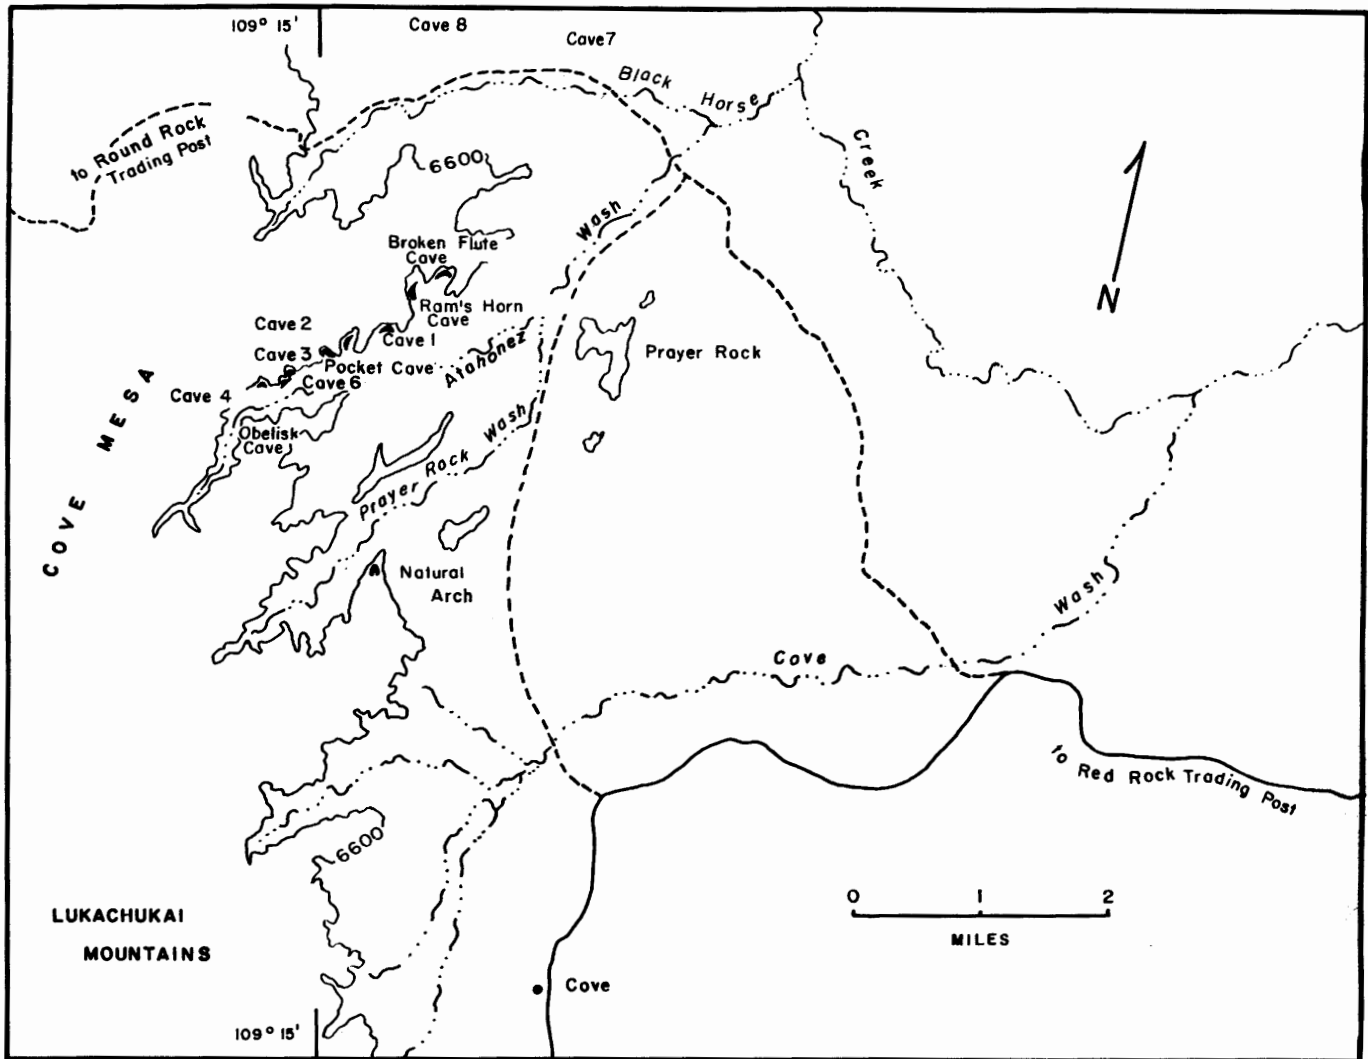 109° 15'
Cave 8
Cave7
Black Horse Creek
to Round Rock
Trading Post
6600
Wash
Broken Flute
Cave
Ram's Horn
Cave
Cave 2
Cave 1
Cave 3
Pocket Cave
Atahonez
Prayer Rock
Cave 6
Cave 4
COVE MESA
Obelisk
Cave
Prayer Rock Wash
N
Natural
Arch
Cove Wash
to Red Rock Trading Post
6600
LUKACHUKAI
MOUNTAINS
0 1 2
MILES
Cove
109° 15'